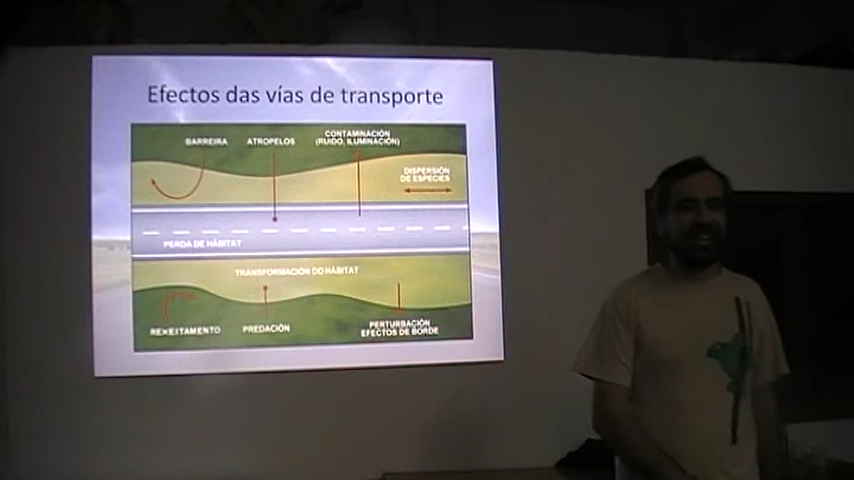 Efectos das vías de transporte
BARREIRA
ATROPELOS
CONTAMINACIÓN
(RUIDO, ILUMINACIÓN)
DISPERSIÓN
DE ESPECIES
PERDA DE HÁBITAT
TRANSFORMACIÓN DO HÁBITAT
REXEITAMENTO
PREDACIÓN
PERTURBACIÓN
EFECTOS DE BORDE